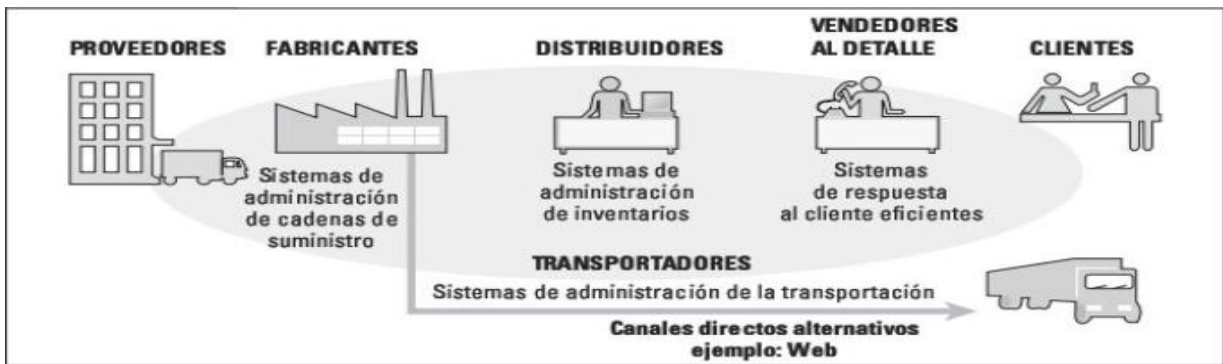 PROVEEDORES
FABRICANTES
DISTRIBUIDORES
VENDEDORES
AL DETALLE
CLIENTES
Sistemas de
administración
de cadenas de
suministro
Sistemas de
administración
de inventarios
Sistemas
de respuesta
al cliente eficientes
TRANSPORTADORES
Sistemas de administración de la transportación
Canales directos alternativos
ejemplo: Web